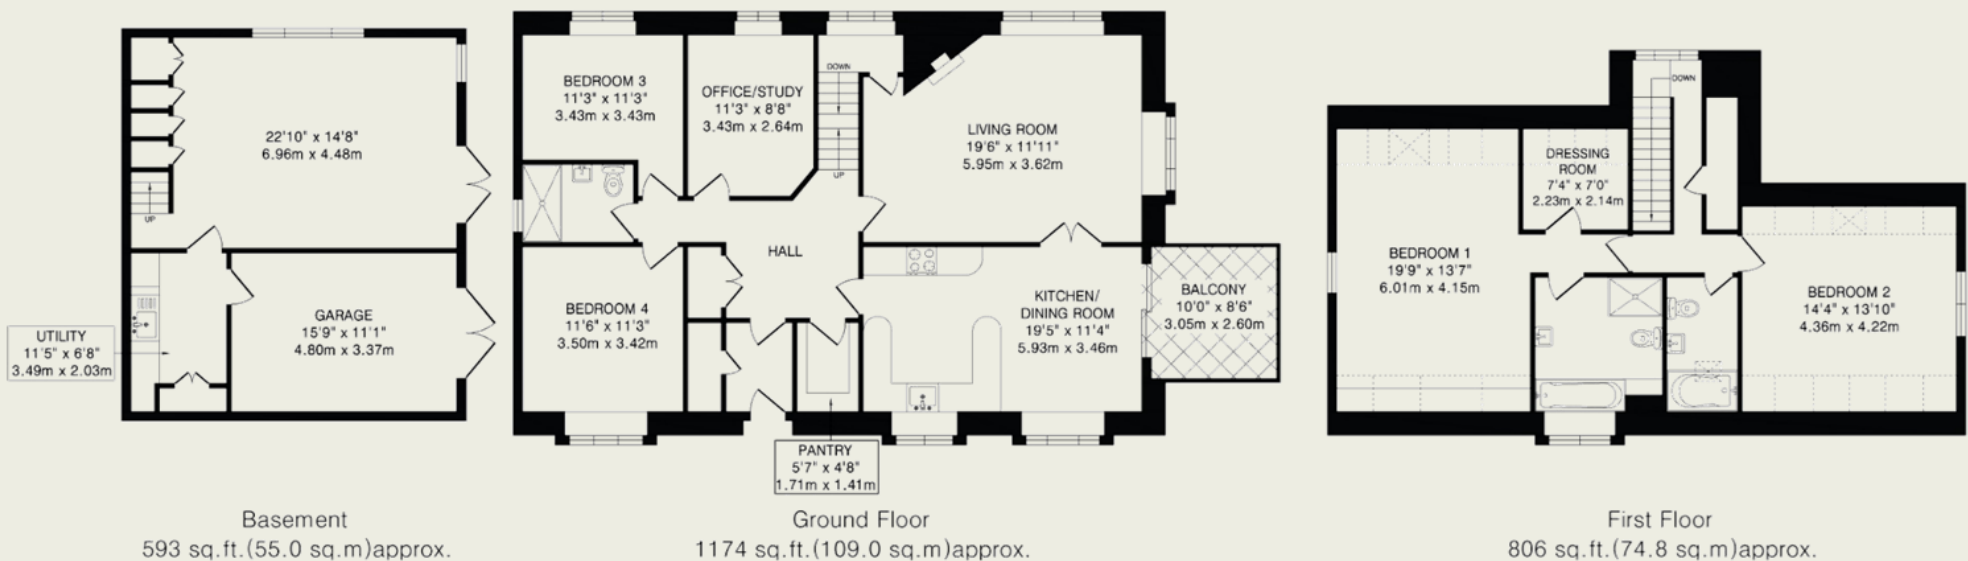 22'10" x 14'8"
6.96m x 4.48m
UP
GARAGE
15'9" x 11'1"
4.80m x 3.37m
UTILITY
11'5" x 6'8"
3.49m x 2.03m
Basement
593 sq.ft.(55.0 sq.m)approx.
BEDROOM 3
11'3" x 11'3"
3.43m x 3.43m
OFFICE/STUDY
11'3" x 8'8"
3.43m x 2.64m
DOWN
UP
LIVING ROOM
19'6" x 11'11"
5.95m x 3.62m
HALL
BEDROOM 4
11'6" x 11'3"
3.50m x 3.42m
KITCHEN/
DINING ROOM
19'5" x 11'4"
5.93m x 3.46m
BALCONY
10'0" x 8'6"
3.05m x 2.60m
PANTRY
5'7" x 4'8"
1.71m x 1.41m
Ground Floor
1174 sq.ft.(109.0 sq.m)approx.
DOWN
DRESSING
ROOM
7'4" x 7'0"
2.23m x 2.14m
BEDROOM 1
19'9" x 13'7"
6.01m x 4.15m
BEDROOM 2
14'4" x 13'10"
4.36m x 4.22m
First Floor
806 sq.ft.(74.8 sq.m)approx.